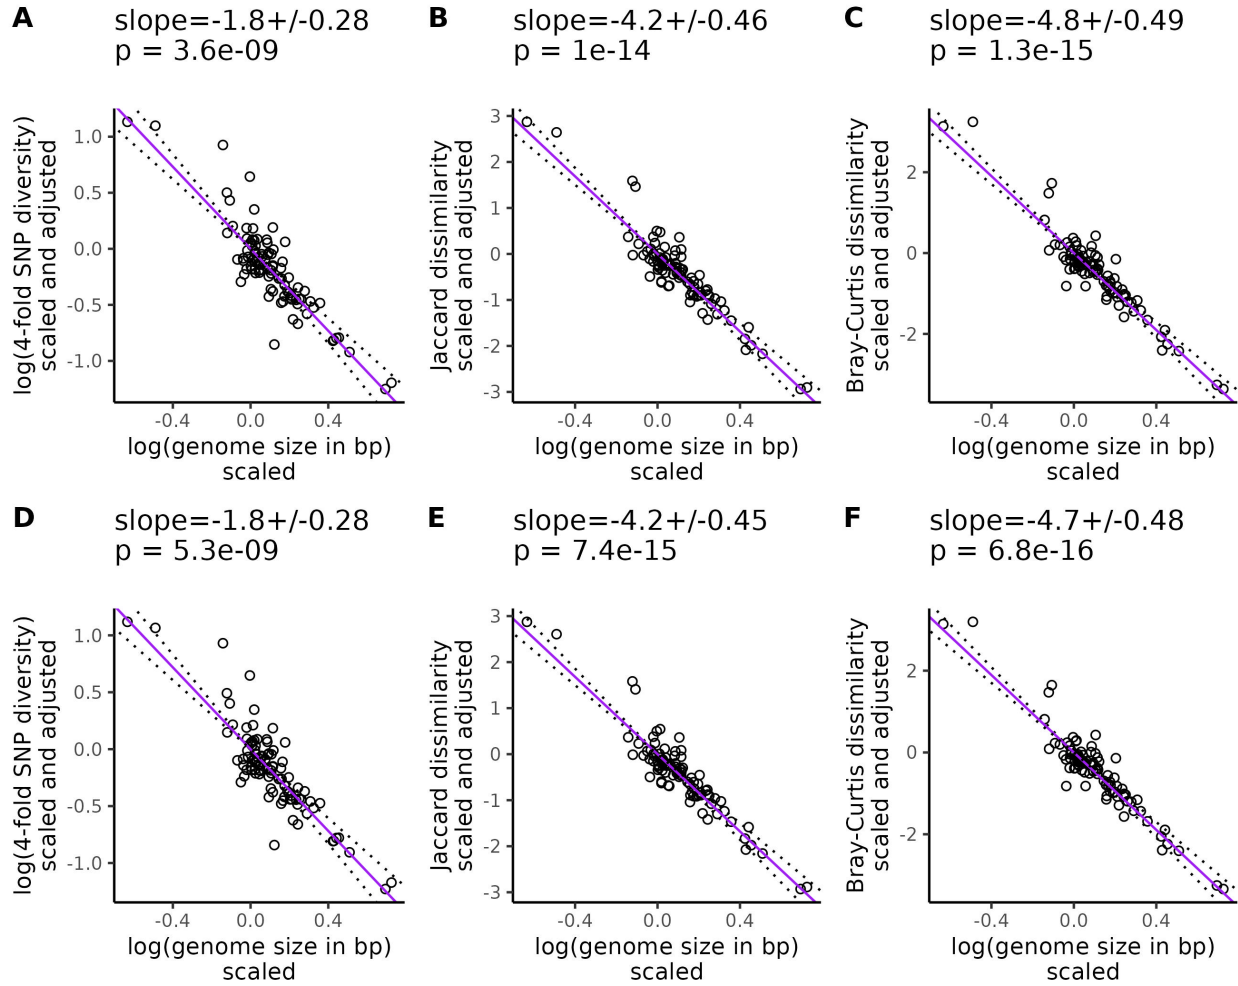 A
slope=-1.8+/-0.28
p = 3.6e-09
log(4-fold SNP diversity)
scaled and adjusted
1.0
0.5
0.0
-0.5
-1.0
-0.4
0.0
0.4
log(genome size in bp)
scaled
B
slope=-4.2+/-0.46
p = 1e-14
Jaccard dissimilarity
scaled and adjusted
3
2
1
0
-1
-2
-3
-0.4
0.0
0.4
log(genome size in bp)
scaled
C
slope=-4.8+/-0.49
p = 1.3e-15
Bray-Curtis dissimilarity
scaled and adjusted
2
0
-2
-0.4
0.0
0.4
log(genome size in bp)
scaled
D
slope=-1.8+/-0.28
p = 5.3e-09
log(4-fold SNP diversity)
scaled and adjusted
1.0
0.5
0.0
-0.5
-1.0
-0.4
0.0
0.4
log(genome size in bp)
scaled
E
slope=-4.2+/-0.45
p = 7.4e-15
Jaccard dissimilarity
scaled and adjusted
3
2
1
0
-1
-2
-3
-0.4
0.0
0.4
log(genome size in bp)
scaled
F
slope=-4.7+/-0.48
p = 6.8e-16
Bray-Curtis dissimilarity
scaled and adjusted
2
0
-2
-0.4
0.0
0.4
log(genome size in bp)
scaled